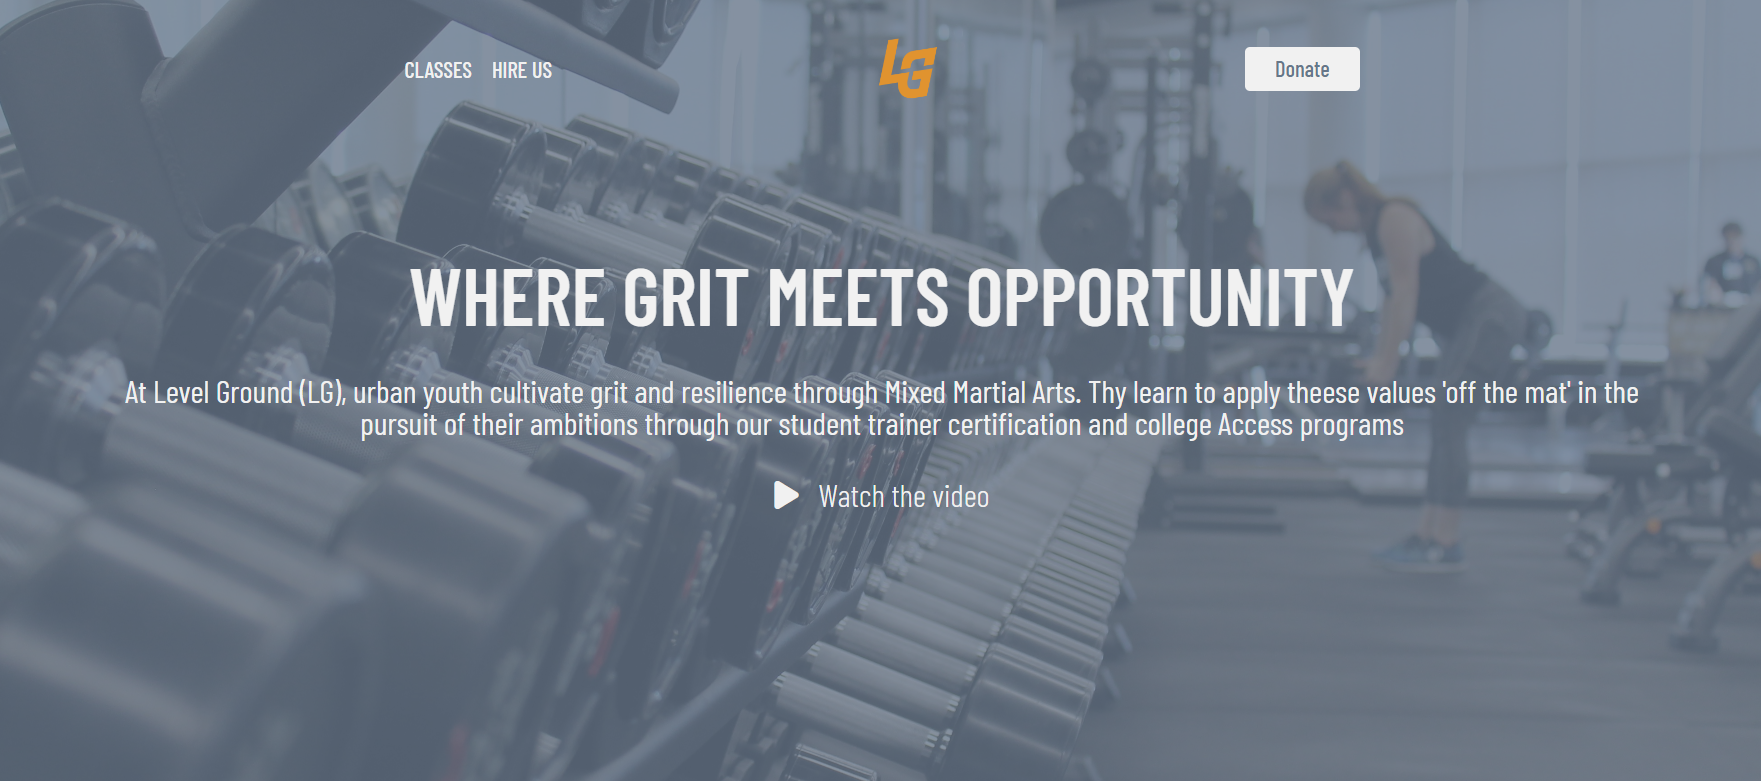 CLASSES HIRE US LG Donate
WHERE GRIT MEETS OPPORTUNITY
At Level Ground (LG), urban youth cultivate grit and resilience through Mixed Martial Arts. Thy learn to apply theese values 'off the mat' in the
pursuit of their ambitions through our student trainer certification and college Access programs
Watch the video